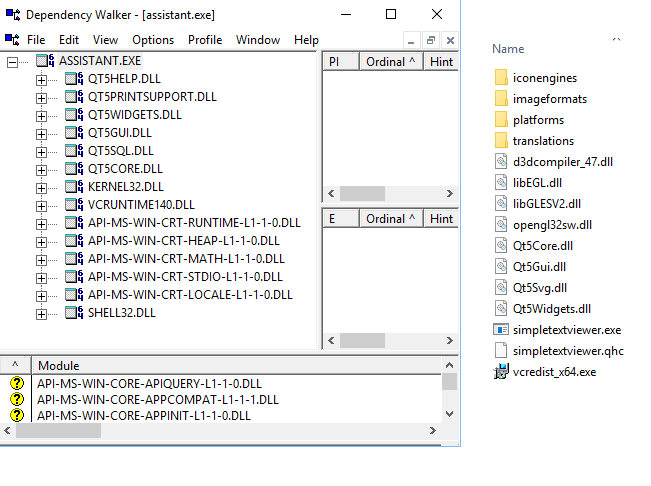 Dependency Walker - [assistant.exe]
File Edit View Options Profile Window Help
ASSISTANT.EXE
QT5HELP.DLL
QT5PRINTSUPPORT.DLL
QT5WIDGETS.DLL
QT5GUI.DLL
QT5SQL.DLL
QT5CORE.DLL
KERNEL32.DLL
VCRUNTIME140.DLL
API-MS-WIN-CRT-RUNTIME-L1-1-0.DLL
API-MS-WIN-CRT-HEAP-L1-1-0.DLL
API-MS-WIN-CRT-MATH-L1-1-0.DLL
API-MS-WIN-CRT-STDIO-L1-1-0.DLL
API-MS-WIN-CRT-LOCALE-L1-1-0.DLL
SHELL32.DLL
PI Ordinal ^ Hint
E Ordinal ^ Hint
^ Module
? API-MS-WIN-CORE-APIQUERY-L1-1-0.DLL
? API-MS-WIN-CORE-APPCOMPAT-L1-1-1.DLL
? API-MS-WIN-CORE-APPINIT-L1-1-0.DLL
Name
iconengines
imageformats
platforms
translations
d3dcompiler_47.dll
libEGL.dll
libGLESV2.dll
opengl32sw.dll
Qt5Core.dll
Qt5Gui.dll
Qt5Svg.dll
Qt5Widgets.dll
simpletextviewer.exe
simpletextviewer.qhc
vcredist_x64.exe